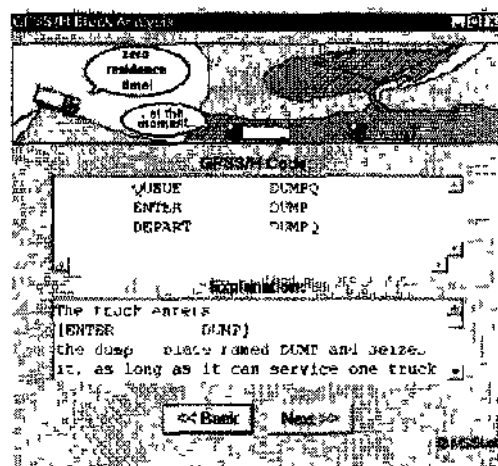 GPSS/H Block Analysis
zero
residence
time!
at the
moment
GPSS/H Code
QUEUE DUMPQ
ENTER DUMP
DEPART DUMPQ
Explanation:
The truck enters
[ENTER DUMP]
the dump place named DUMP and seizes
it, as long as it can service one truck
<< Back Next >>